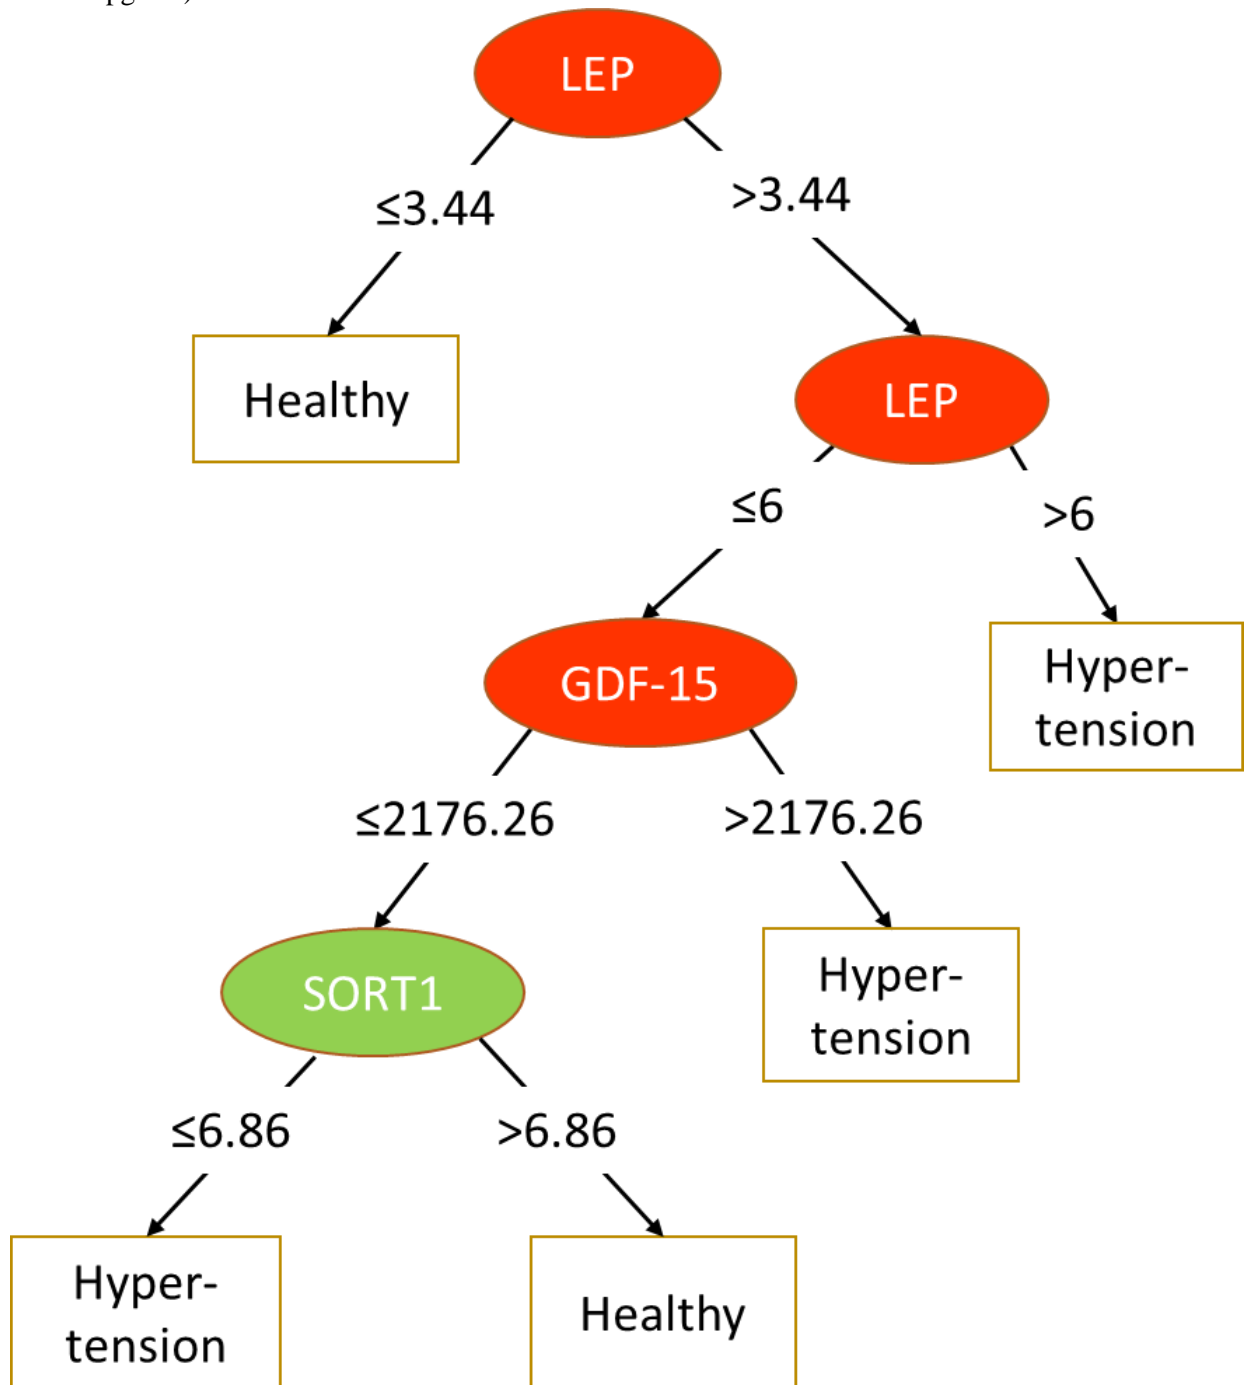 LEP
≤3.44
>3.44
Healthy
LEP
≤6
>6
GDF-15
Hyper-
tension
≤2176.26
>2176.26
SORT1
Hyper-
tension
≤6.86
>6.86
Hyper-
tension
Healthy